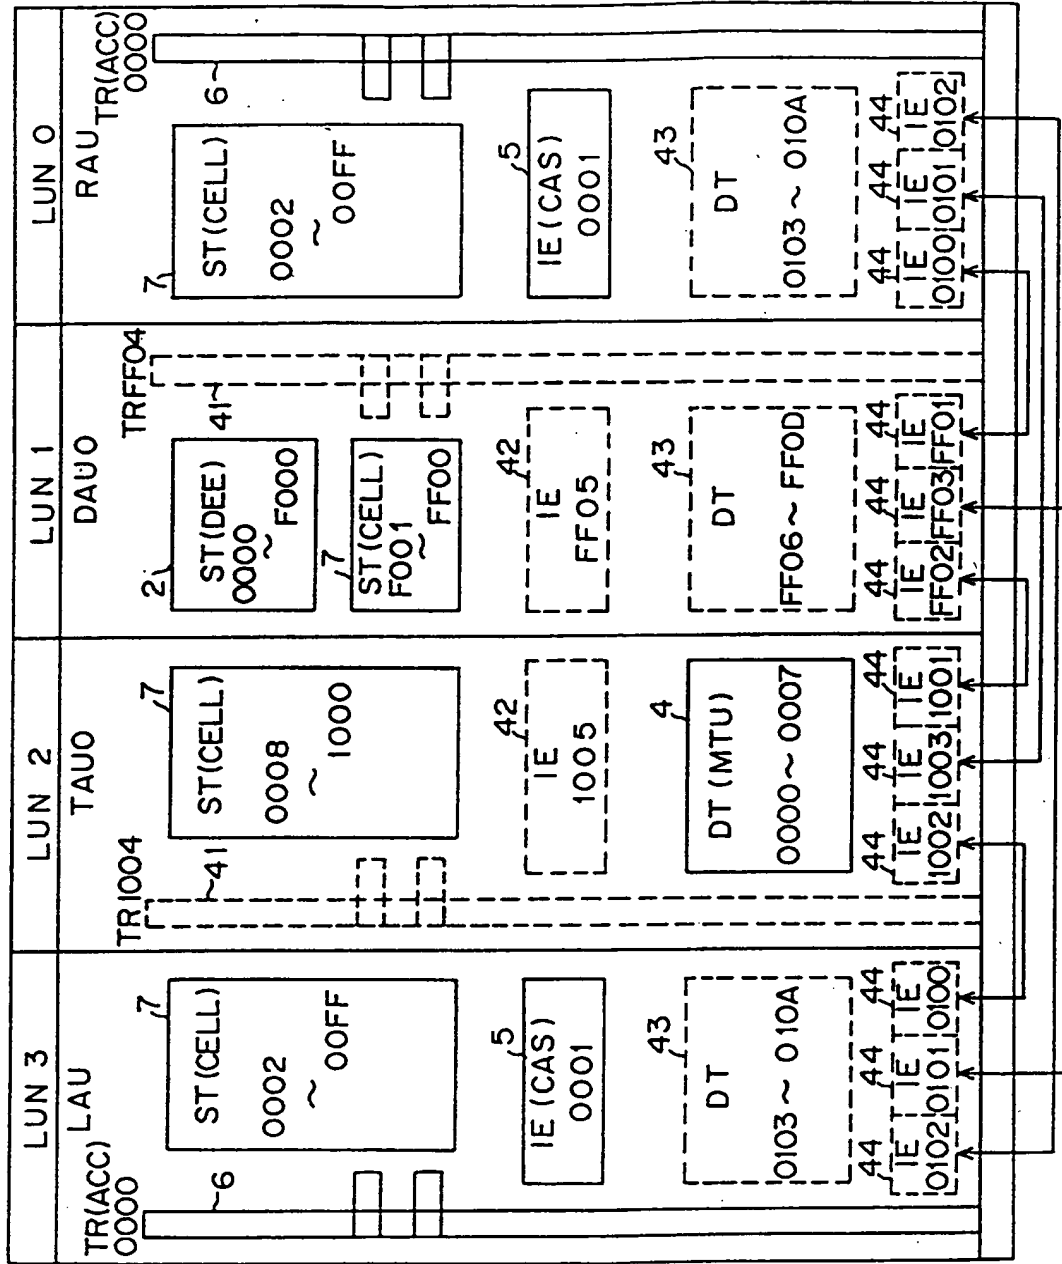 LUN 3
LAU
TR(ACC)
0000
6
7
ST(CELL)
0002
~
00FF
5
IE(CAS)
0001
43
DT
0103~010A
44
44
44
IE
0102
IE
0101
IE
0100
LUN 2
TAU0
TR1004
41
7
ST(CELL)
0008
~
1000
42
IE
1005
4
DT(MTU)
0000~0007
44
44
44
IE
1002
IE
1003
IE
1001
LUN 1
DAU0
TRFF04
41
2
ST(DEE)
0000
~
F000
7
ST(CELL)
F001
~
FF00
42
IE
FF05
43
DT
FF06~FF0D
44
44
44
IE
FF02
IE
FF03
IE
FF01
LUN 0
RAU
TR(ACC)
0000
6
7
ST(CELL)
0002
~
00FF
5
IE(CAS)
0001
43
DT
0103~010A
44
44
44
IE
0100
IE
0101
IE
0102